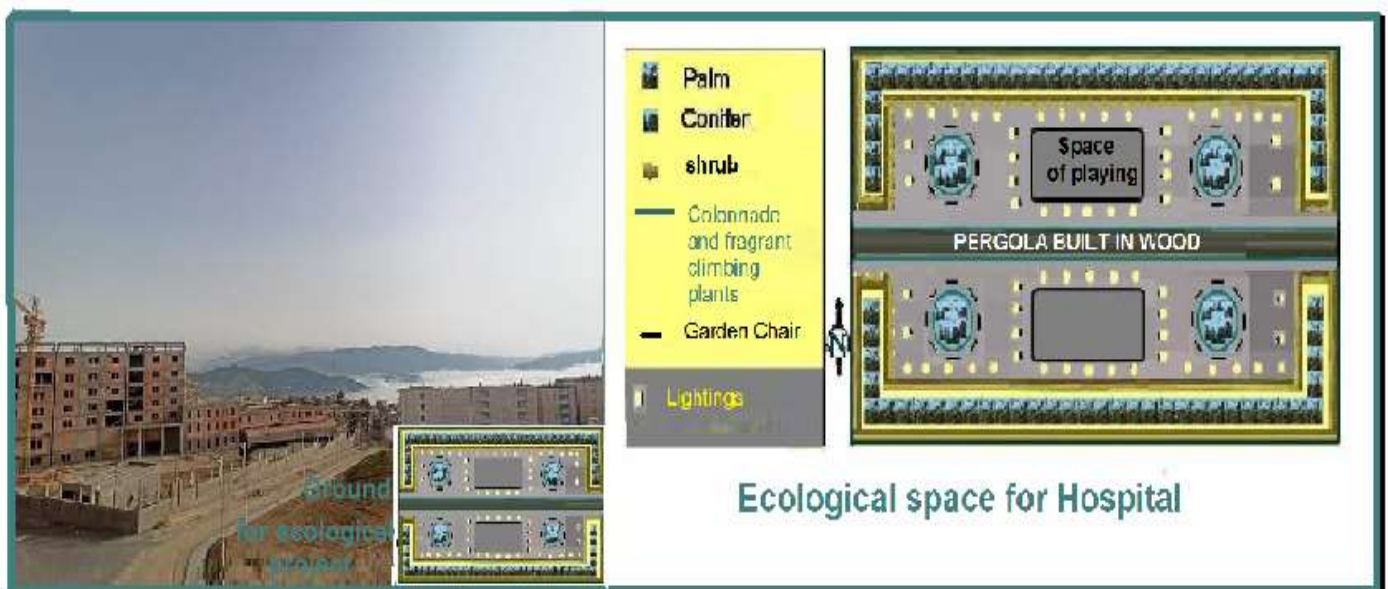 Palm
Conifer
shrub
Colonnade
and fragrant
climbing
plants
Garden Chair
N
Lightings
Space
of playing
PERGOLA BUILT IN WOOD
Ground
for ecological
project
Ecological space for Hospital